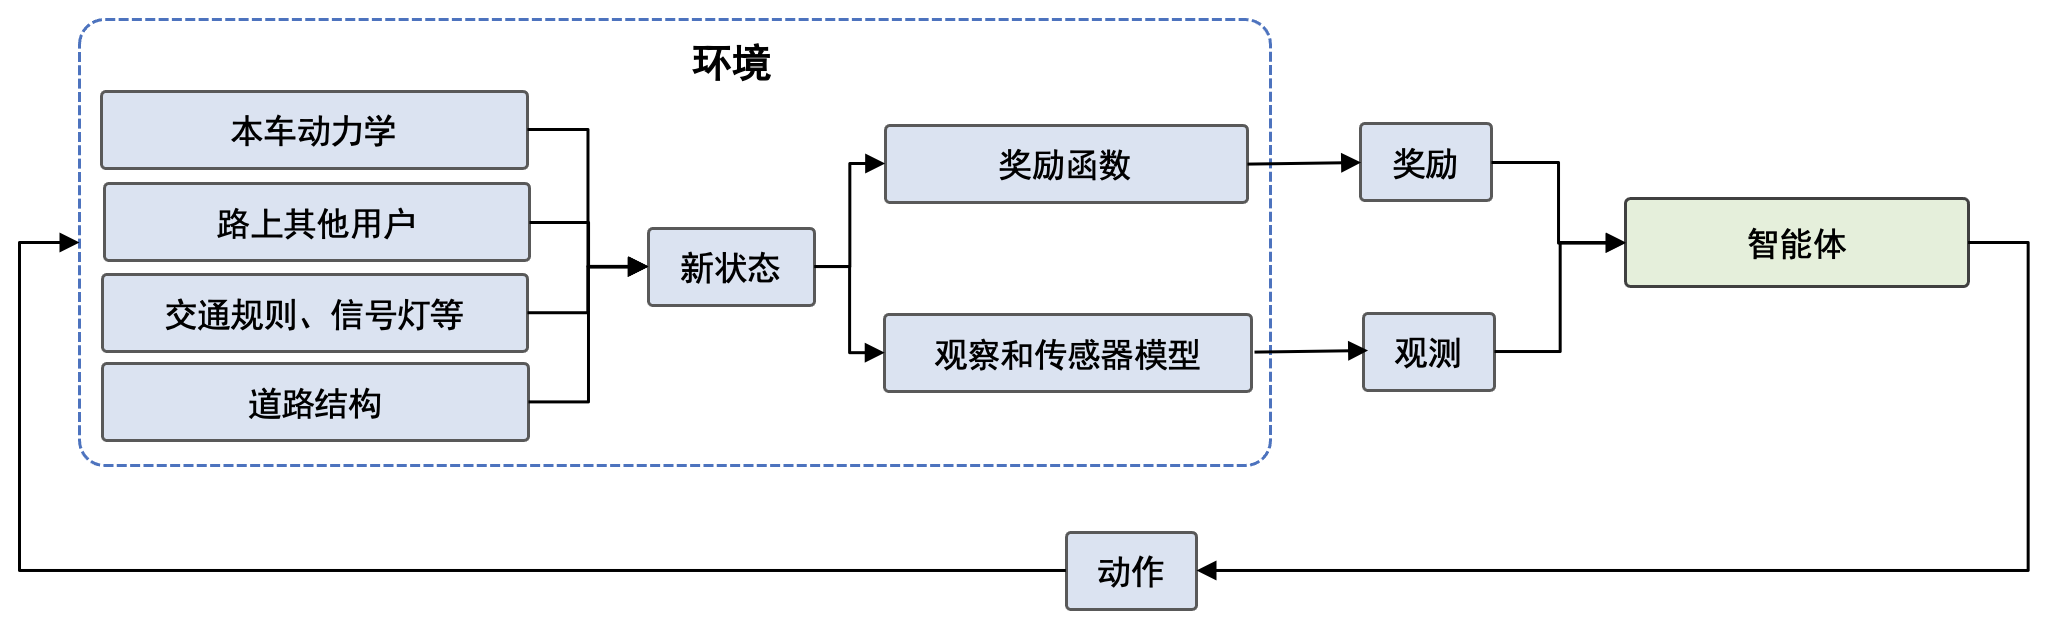 环境
本车动力学
路上其他用户
交通规则、信号灯等
道路结构
新状态
奖励函数
观察和传感器模型
奖励
观测
智能体
动作